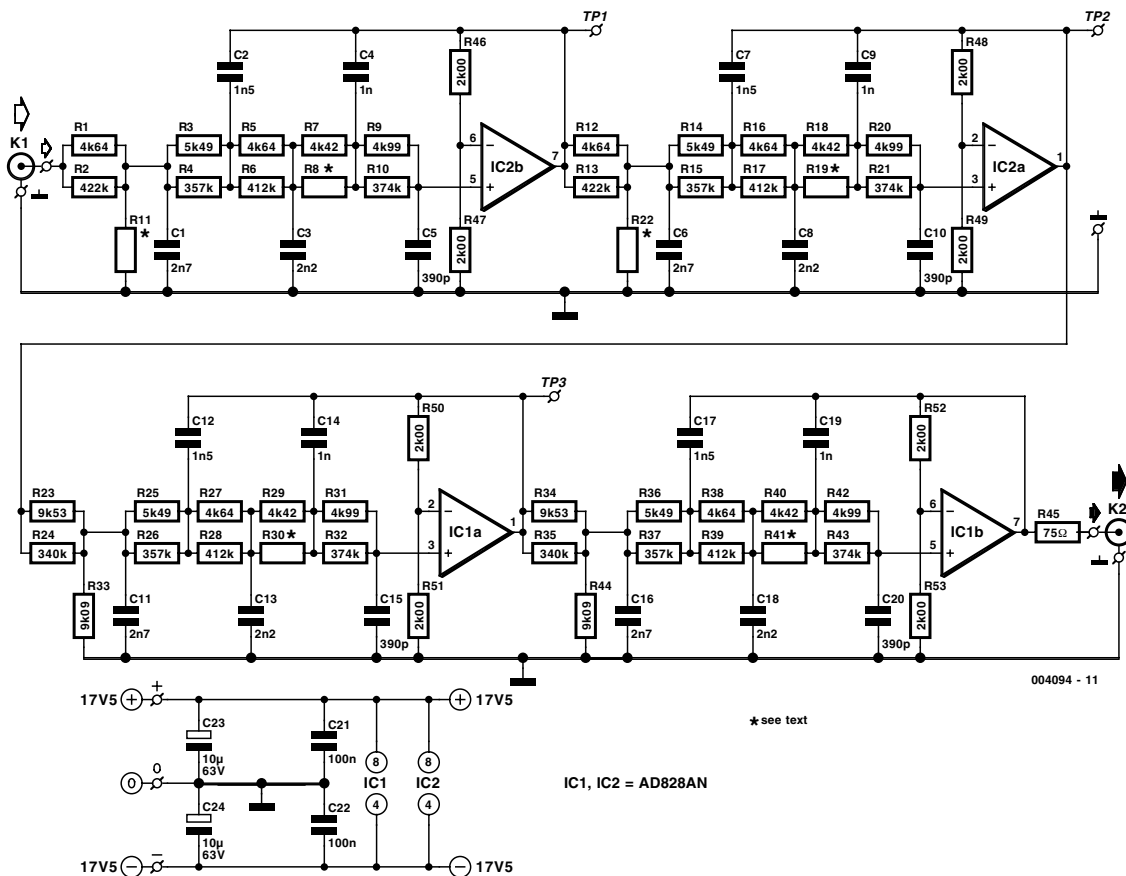 TP1
TP2
K1
R1
4k64
R2
422k
R11
*
R3
5k49
R4
357k
C1
2n7
C2
1n5
R5
4k64
R6
412k
C3
2n2
R7
4k42
R8
*
C4
1n
R9
4k99
R10
374k
C5
390p
R46
2k00
R47
2k00
6
5
7
−
+
IC2b
R12
4k64
R13
422k
R22
*
R14
5k49
R15
357k
C6
2n7
C7
1n5
R16
4k64
R17
412k
C8
2n2
R18
4k42
R19
*
C9
1n
R20
4k99
R21
374k
C10
390p
R48
2k00
R49
2k00
2
3
1
−
+
IC2a
TP3
R23
9k53
R24
340k
R33
9k09
R25
5k49
R26
357k
C11
2n7
C12
1n5
R27
4k64
R28
412k
C13
2n2
R29
4k42
R30
*
C14
1n
R31
4k99
R32
374k
C15
390p
R50
2k00
R51
2k00
2
3
1
−
+
IC1a
R34
9k53
R35
340k
R44
9k09
R36
5k49
R37
357k
C16
2n7
C17
1n5
R38
4k64
R39
412k
C18
2n2
R40
4k42
R41
*
C19
1n
R42
4k99
R43
374k
C20
390p
R52
2k00
R53
2k00
6
5
7
−
+
IC1b
R45
75Ω
K2
004094 - 11
* see text
17V5
+
+
+
17V5
C23
10µ
63V
C21
100n
8
IC1
4
8
IC2
4
0
0
C24
10µ
63V
C22
100n
17V5
−
−
−
17V5
IC1, IC2 = AD828AN